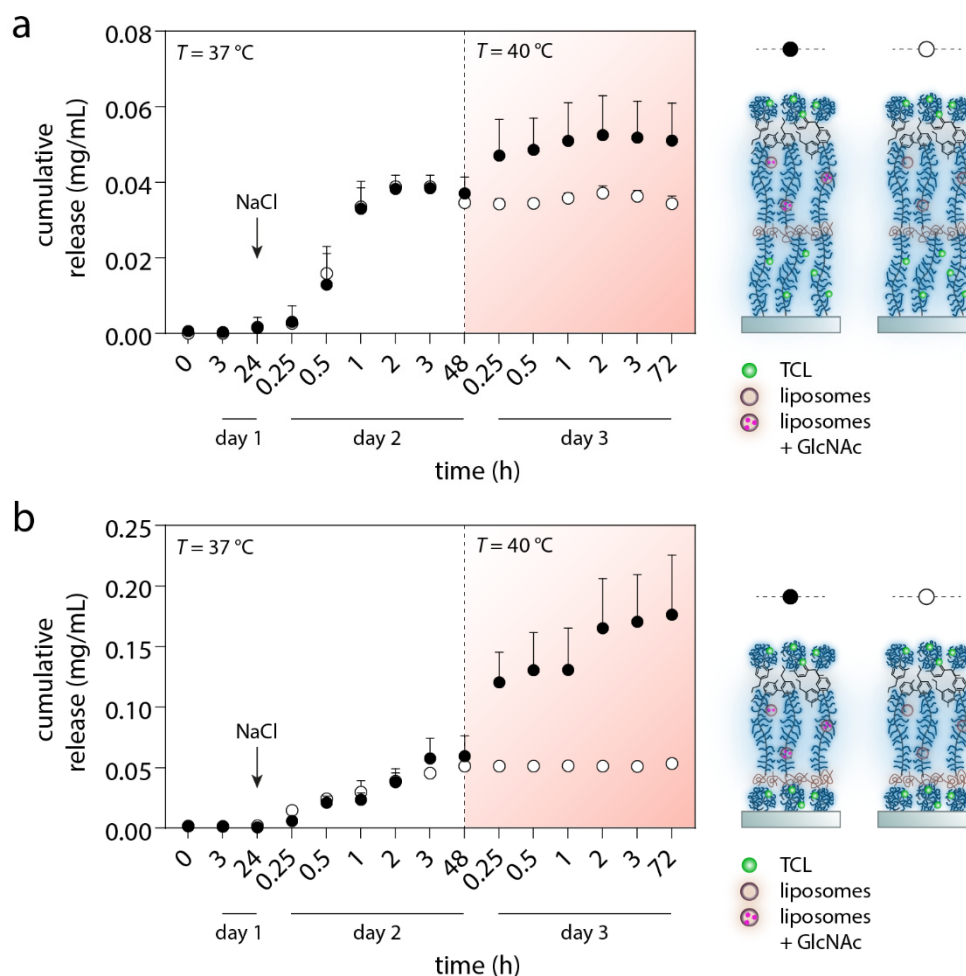 a
0.08
T = 37 °C
T = 40 °C
0.06
cumulative
release (mg/mL)
0.04
NaCl
0.02
0.00
0 3 24 0.25 0.5 1 2 3 48 0.25 0.5 1 2 3 72
day 1 day 2 day 3
time (h)
TCL
liposomes
liposomes
+ GlcNAc
b
0.25
T = 37 °C
T = 40 °C
0.20
cumulative
release (mg/mL)
0.15
0.10
NaCl
0.05
0.00
0 3 24 0.25 0.5 1 2 3 48 0.25 0.5 1 2 3 72
day 1 day 2 day 3
time (h)
TCL
liposomes
liposomes
+ GlcNAc